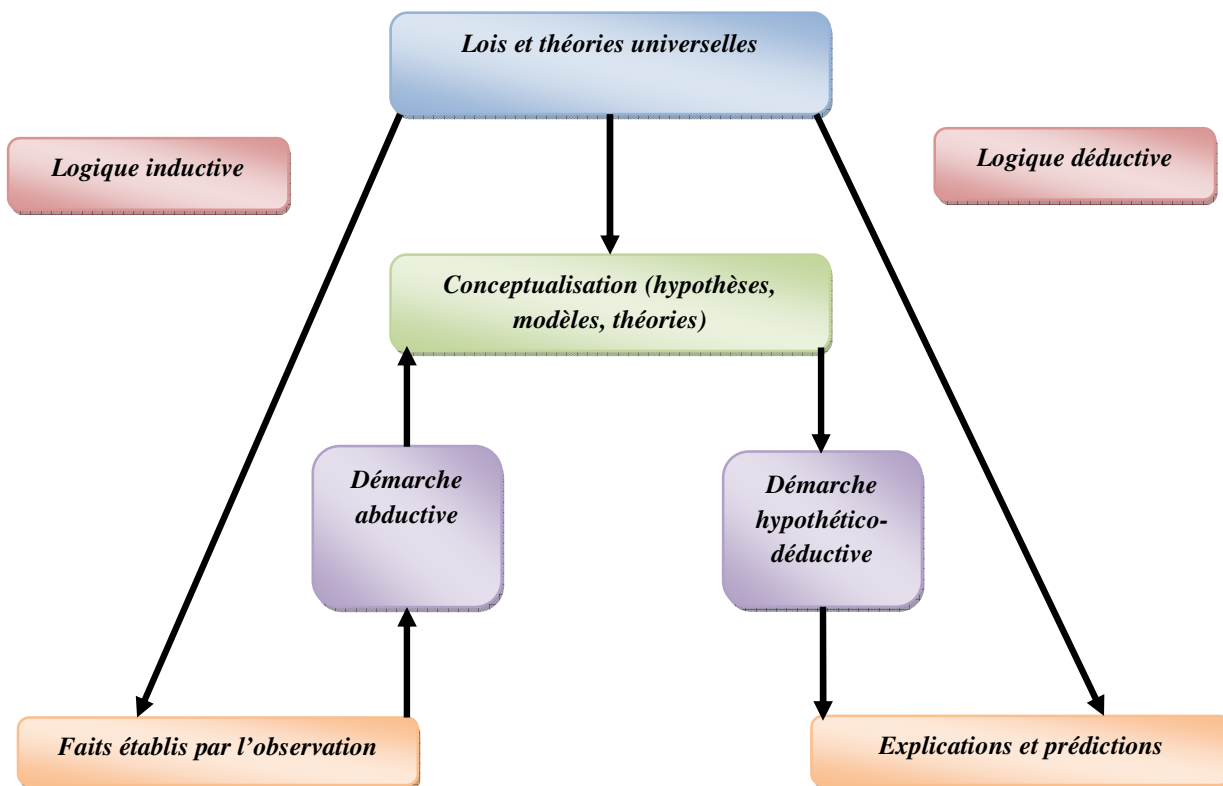 Lois et théories universelles
Logique inductive
Logique déductive
Conceptualisation (hypothèses,
modèles, théories)
Démarche
abductive
Démarche
hypothético-
déductive
Faits établis par l’observation
Explications et prédictions